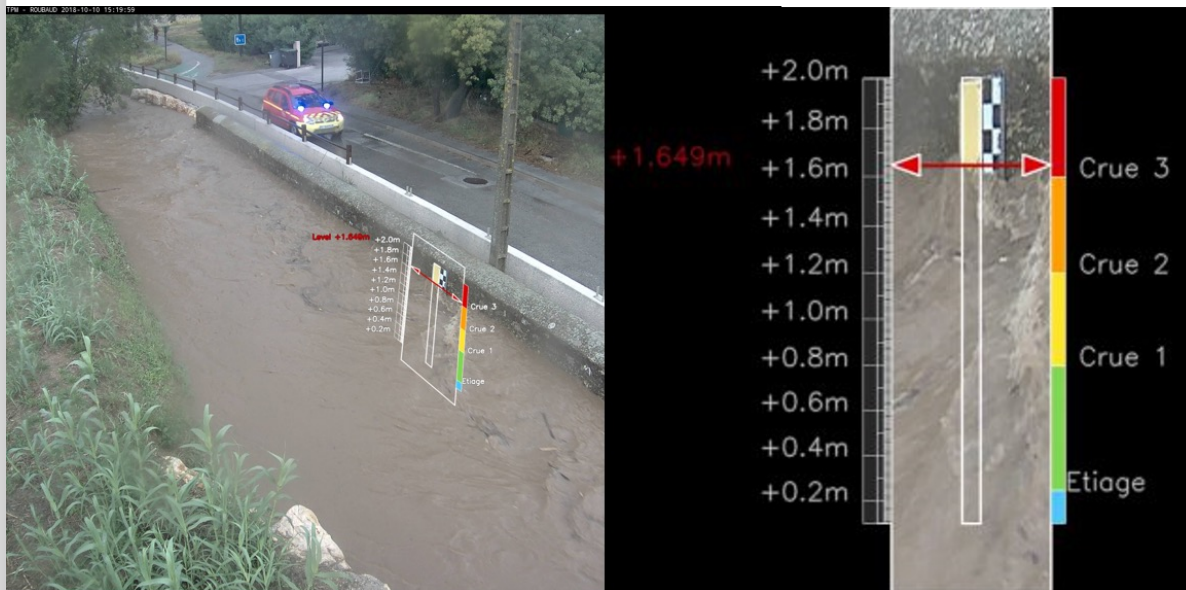 TPM - ROUBAUD 2018-10-10 15:19:59
Level +1.649m
+2.0m
+1.8m
+1.6m
+1.4m
+1.2m
+1.0m
+0.8m
+0.6m
+0.4m
+0.2m
Crue 3
Crue 2
Crue 1
Etiage
+1.649m
+2.0m
+1.8m
+1.6m
+1.4m
+1.2m
+1.0m
+0.8m
+0.6m
+0.4m
+0.2m
Crue 3
Crue 2
Crue 1
Etiage